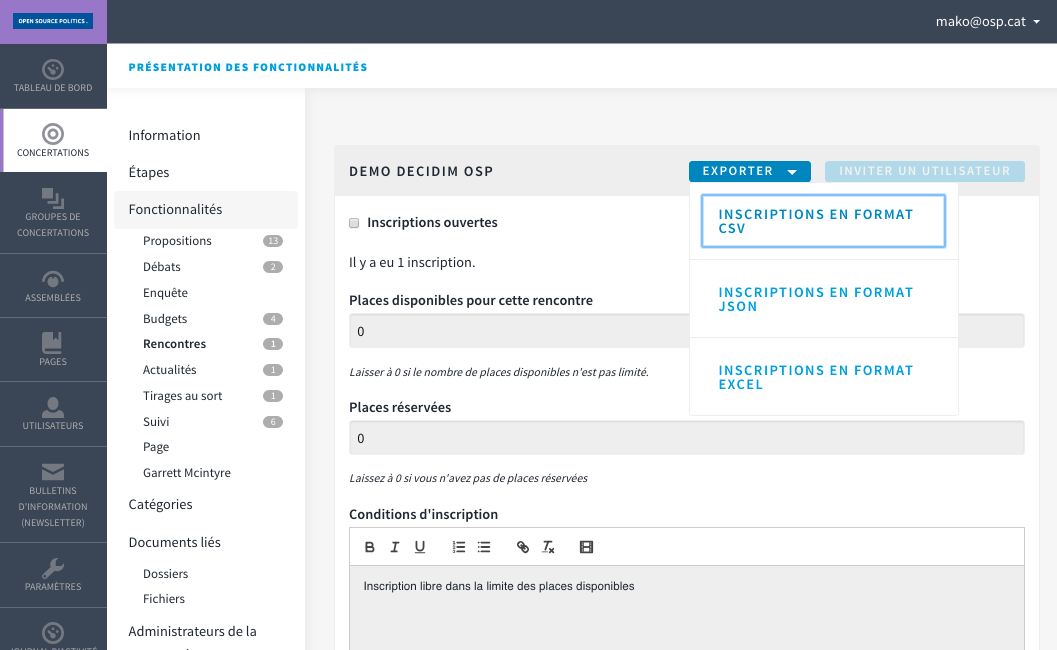 OPEN SOURCE POLITICS .
mako@osp.cat
TABLEAU DE BORD
CONCERTATIONS
GROUPES DE
CONCERTATIONS
ASSEMBLÉES
PAGES
UTILISATEURS
BULLETINS
D'INFORMATION
(NEWSLETTER)
PARAMÈTRES
JOURNAL D'ACTIVITÉ
PRÉSENTATION DES FONCTIONNALITÉS
Information
Étapes
Fonctionnalités
Propositions 13
Débats 2
Enquête
Budgets 4
Rencontres 1
Actualités 1
Tirages au sort 1
Suivi 6
Page
Garrett Mcintyre
Catégories
Documents liés
Dossiers
Fichiers
Administrateurs de la
DEMO DECIDIM OSP
EXPORTER
INVITER UN UTILISATEUR
INSCRIPTIONS EN FORMAT
CSV
INSCRIPTIONS EN FORMAT
JSON
INSCRIPTIONS EN FORMAT
EXCEL
Inscriptions ouvertes
Il y a eu 1 inscription.
Places disponibles pour cette rencontre
0
Laisser à 0 si le nombre de places disponibles n'est pas limité.
Places réservées
0
Laissez à 0 si vous n'avez pas de places réservées
Conditions d'inscription
Inscription libre dans la limite des places disponibles